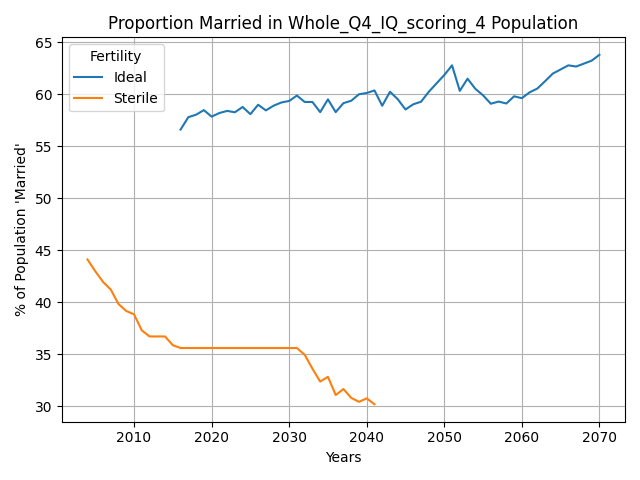 Proportion Married in Whole_Q4_IQ_scoring_4 Population
% of Population 'Married'
65
60
55
50
45
40
35
30
Fertility
Ideal
Sterile
2010 2020 2030 2040 2050 2060 2070
Years